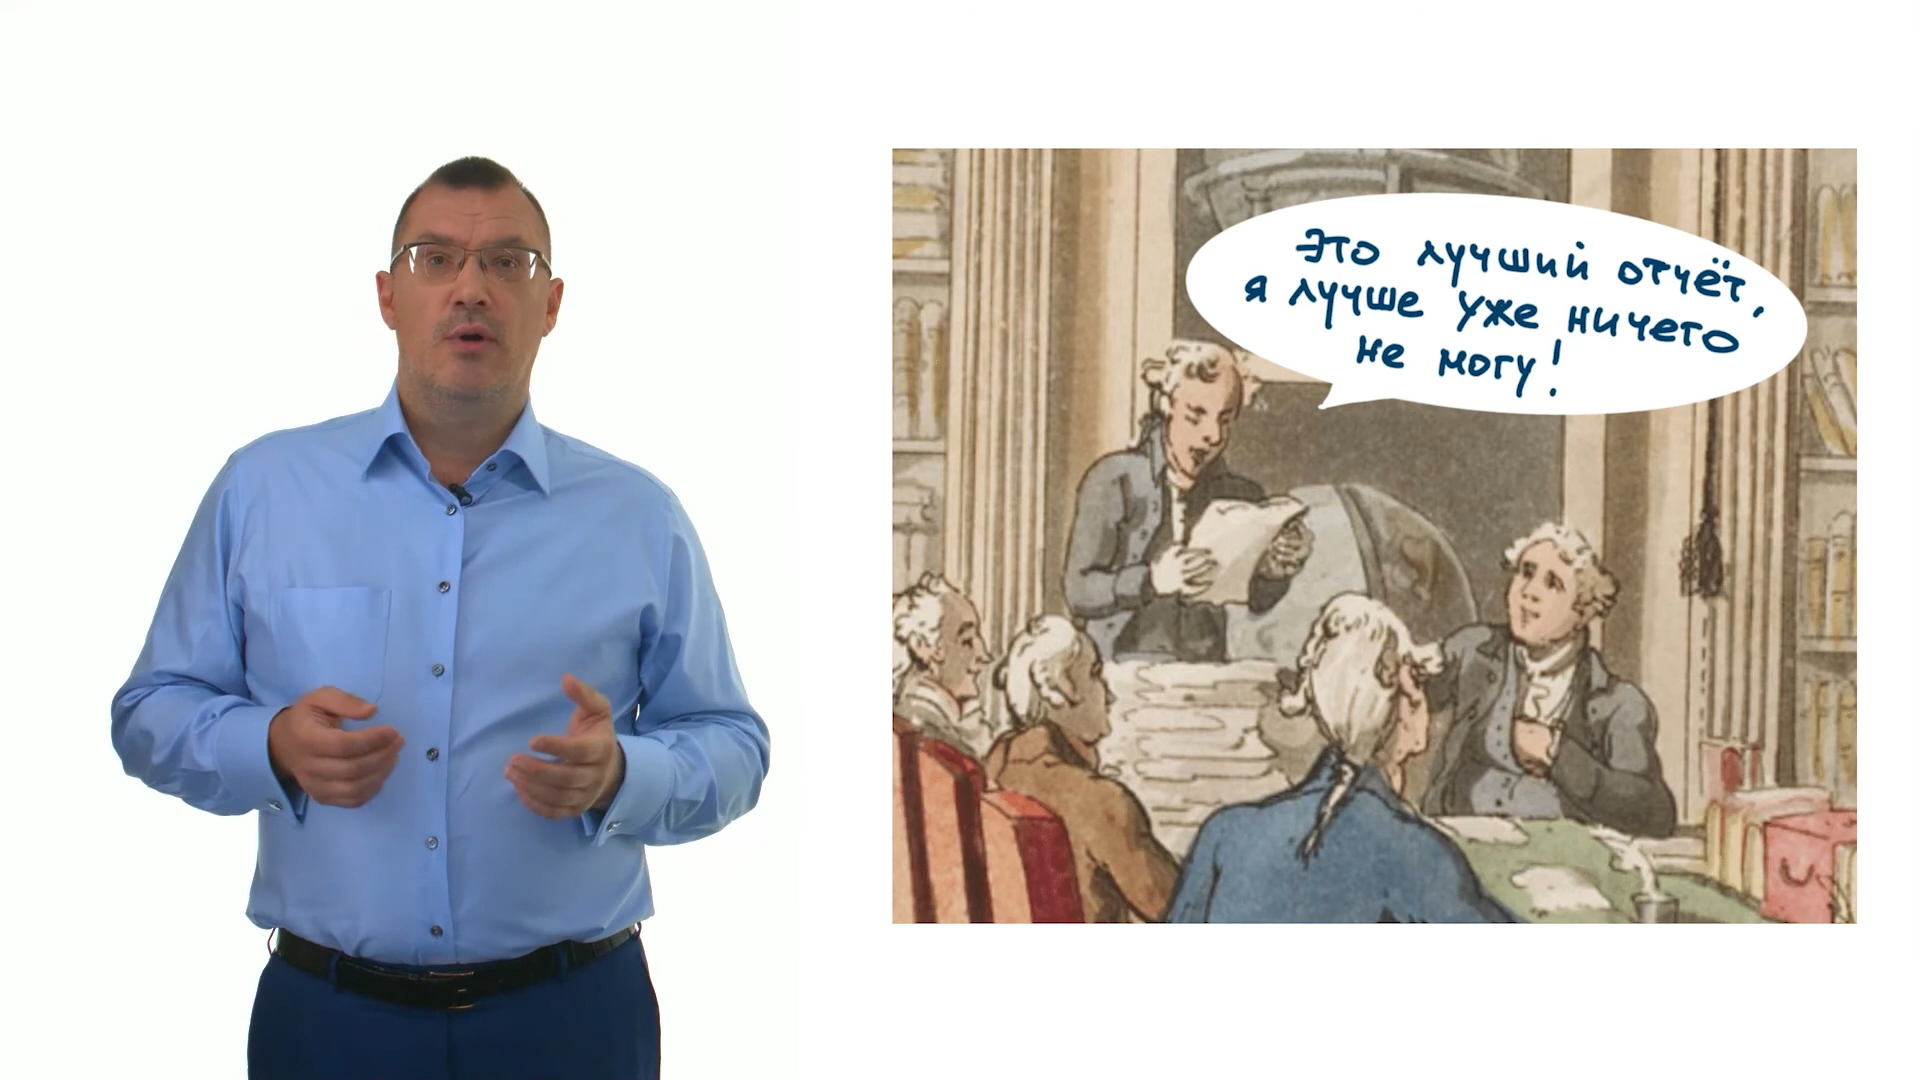 Это лучший отчёт,
я лучше уже ничего
не могу!